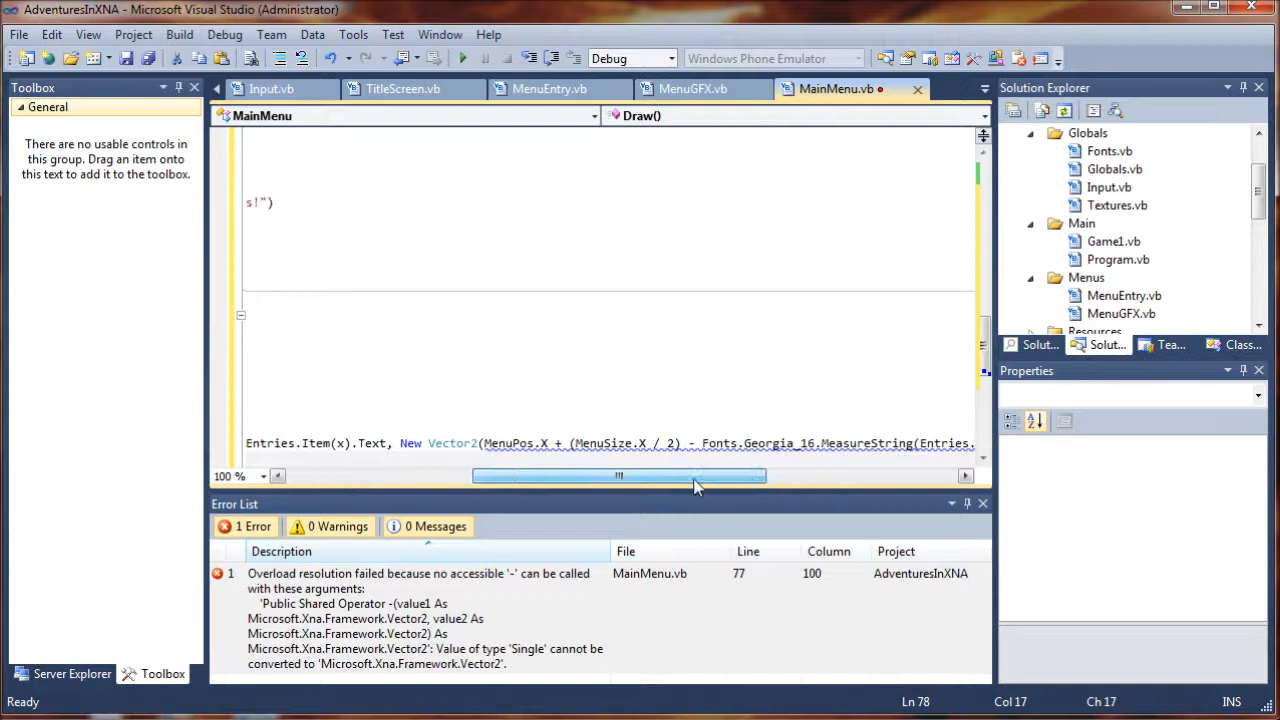 AdventuresInXNA - Microsoft Visual Studio (Administrator)
File Edit View Project Build Debug Team Data Tools Test Window Help
Debug Windows Phone Emulator
Toolbox
General
There are no usable controls in this group. Drag an item onto this text to add it to the toolbox.
Server Explorer Toolbox
Input.vb TitleScreen.vb MenuEntry.vb MenuGFX.vb MainMenu.vb
MainMenu Draw()
s!")
Entries.Item(x).Text, New Vector2(MenuPos.X + (MenuSize.X / 2) - Fonts.Georgia_16.MeasureString(Entries.
100 %
Error List
1 Error 0 Warnings 0 Messages
Description File Line Column Project
1 Overload resolution failed because no accessible '-' can be called MainMenu.vb 77 100 AdventuresInXNA
with these arguments:
'Public Shared Operator -(value1 As
Microsoft.Xna.Framework.Vector2, value2 As
Microsoft.Xna.Framework.Vector2) As
Microsoft.Xna.Framework.Vector2': Value of type 'Single' cannot be
converted to 'Microsoft.Xna.Framework.Vector2'.
Solution Explorer
Globals
Fonts.vb
Globals.vb
Input.vb
Textures.vb
Main
Game1.vb
Program.vb
Menus
MenuEntry.vb
MenuGFX.vb
Resources
Solut... Solut... Tea... Class...
Properties
Ready Ln 78 Col 17 Ch 17 INS